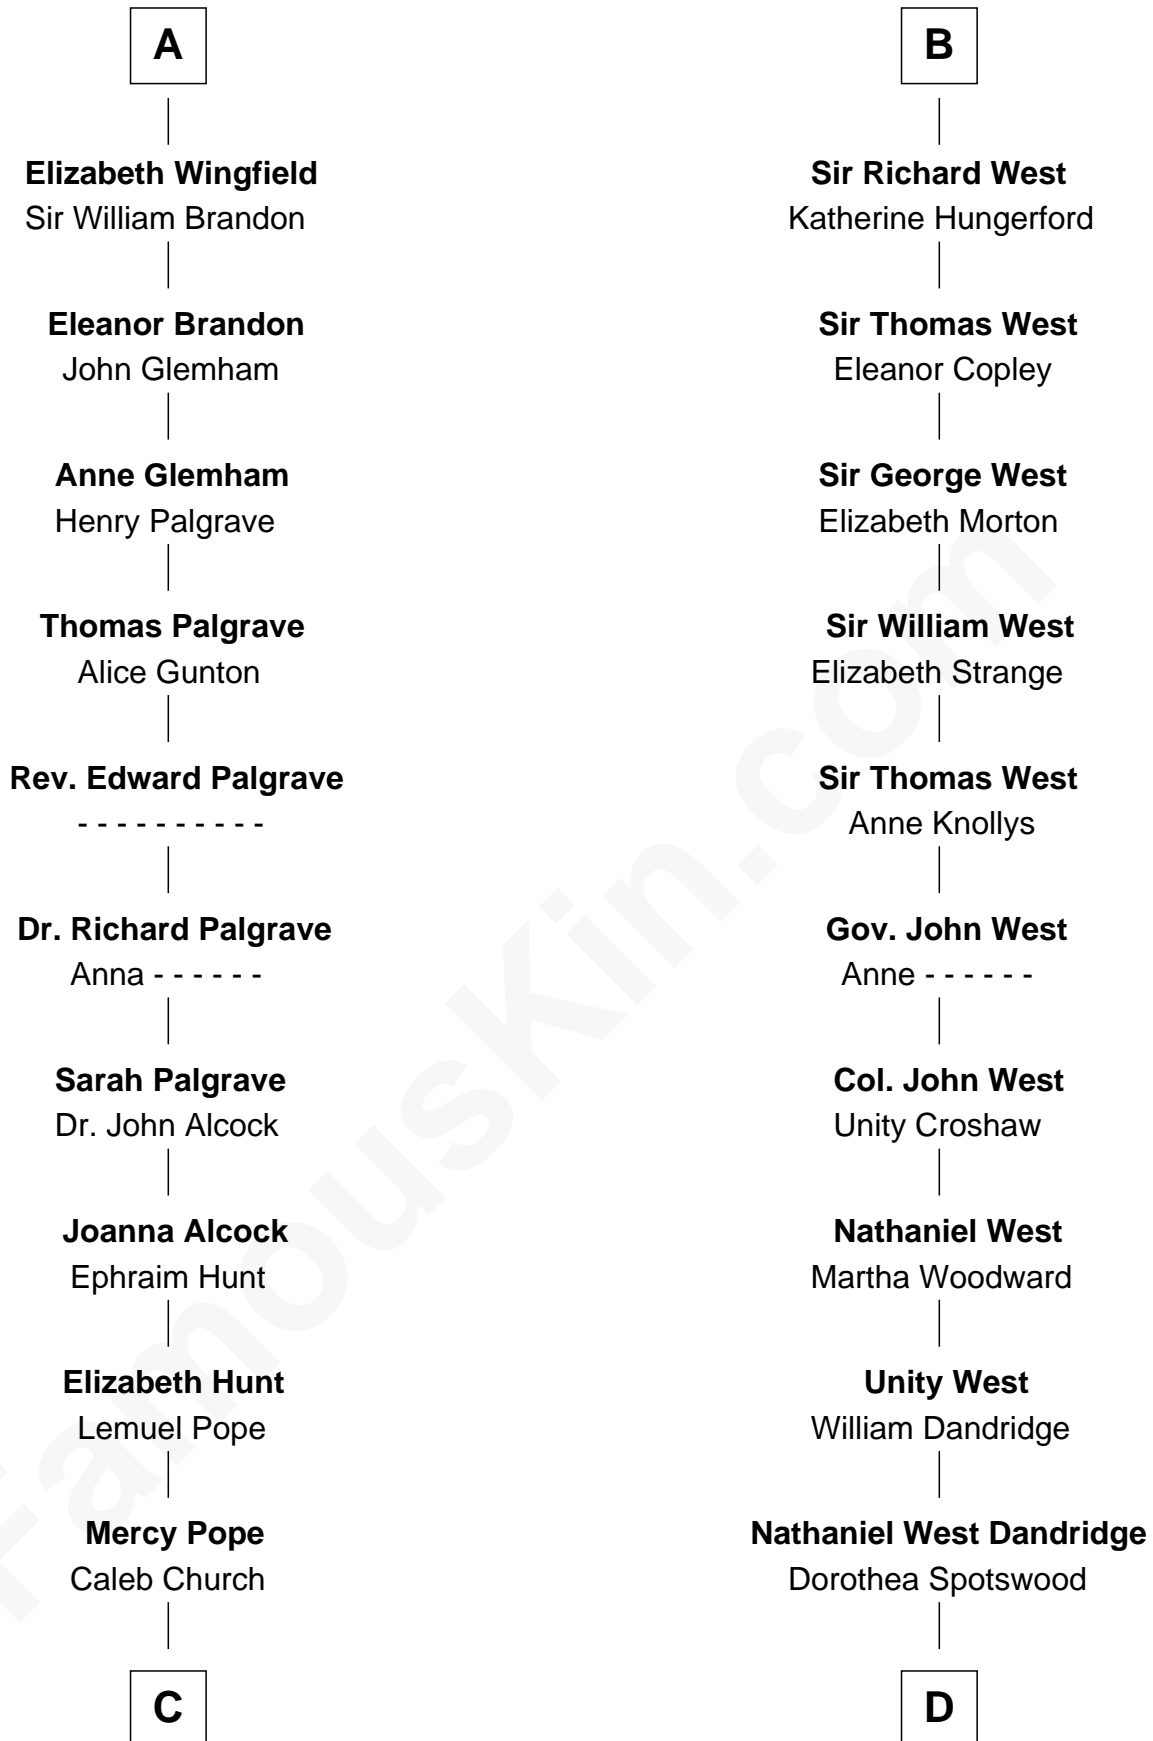 A
Elizabeth Wingfield
Sir William Brandon
Eleanor Brandon
John Glemham
Anne Glemham
Henry Palgrave
Thomas Palgrave
Alice Gunton
Rev. Edward Palgrave
- - - - - - - - - -
Dr. Richard Palgrave
Anna - - - - - -
Sarah Palgrave
Dr. John Alcock
Joanna Alcock
Ephraim Hunt
Elizabeth Hunt
Lemuel Pope
Mercy Pope
Caleb Church
C
B
Sir Richard West
Katherine Hungerford
Sir Thomas West
Eleanor Copley
Sir George West
Elizabeth Morton
Sir William West
Elizabeth Strange
Sir Thomas West
Anne Knollys
Gov. John West
Anne - - - - - -
Col. John West
Unity Croshaw
Nathaniel West
Martha Woodward
Unity West
William Dandridge
Nathaniel West Dandridge
Dorothea Spotswood
D
FamousKin.com